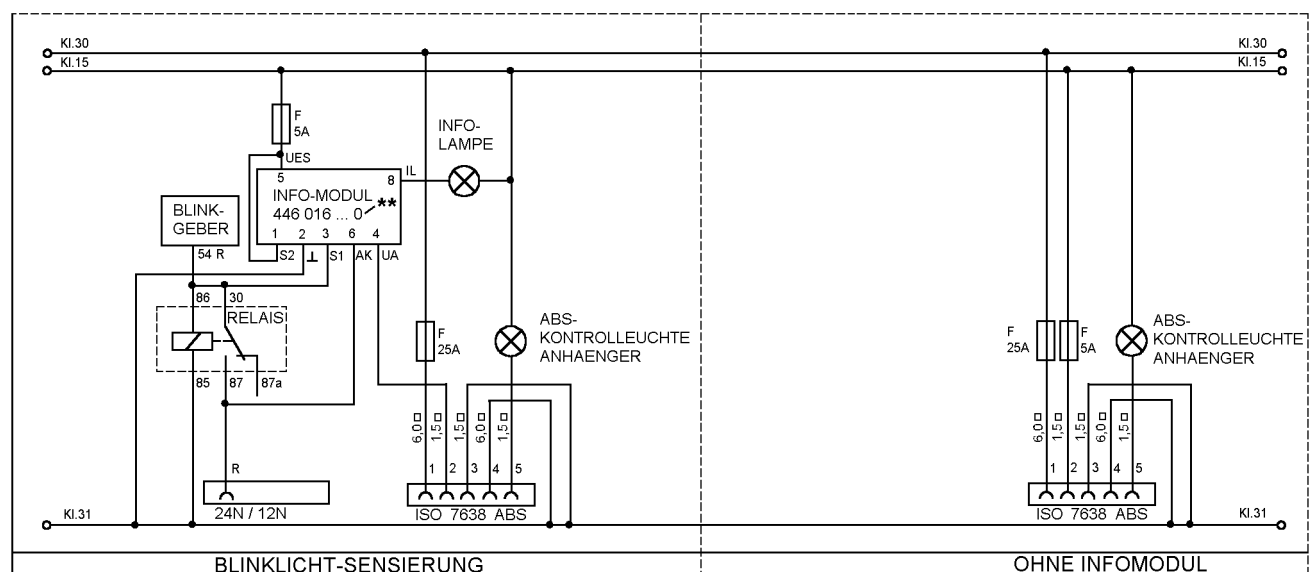 Kl.30
Kl.30
Kl.15
Kl.15
F
5A
UES
INFO-
LAMPE
5
8
IL
INFO-MODUL
446 016 ... 0 **
1 2 3 6 4
S2 ⊥ S1 AK UA
BLINK-
GEBER
54 R
86 30
RELAIS
85 87 87a
F
25A
ABS-
KONTROLLEUCHTE
ANHAENGER
F
25A
F
5A
ABS-
KONTROLLEUCHTE
ANHAENGER
6,0□ 1,5□ 1,5□ 6,0□ 1,5□
6,0□ 1,5□ 1,5□ 6,0□ 1,5□
R
1 2 3 4 5
1 2 3 4 5
24N / 12N
ISO 7638 ABS
ISO 7638 ABS
Kl.31
Kl.31
BLINKLICHT-SENSIERUNG
OHNE INFOMODUL